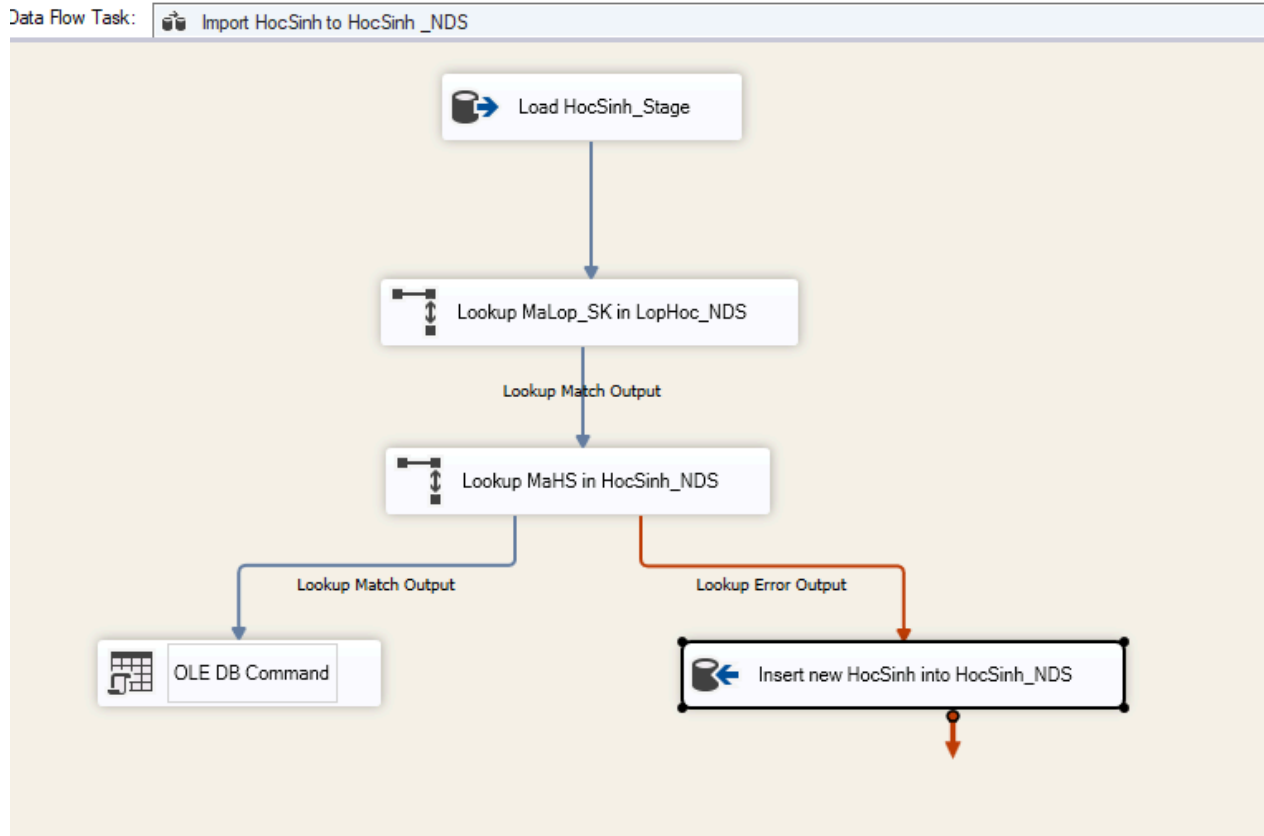 Data Flow Task: Import HocSinh to HocSinh _NDS
Load HocSinh_Stage
Lookup MaLop_SK in LopHoc_NDS
Lookup Match Output
Lookup MaHS in HocSinh_NDS
Lookup Match Output
Lookup Error Output
OLE DB Command
Insert new HocSinh into HocSinh_NDS